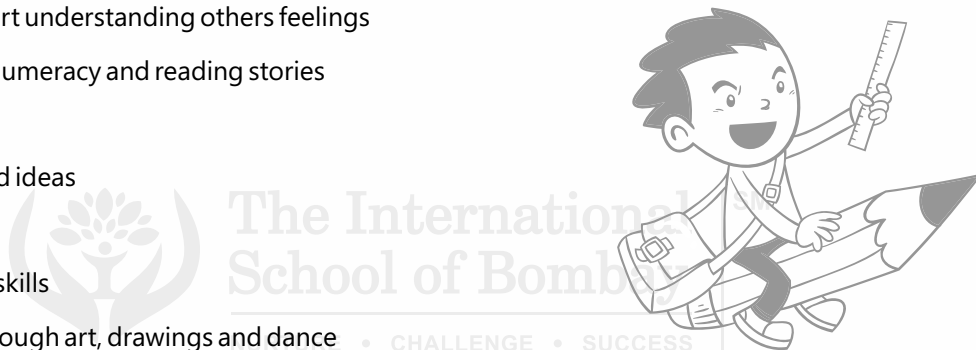 rt understanding others feelings
umeracy and reading stories
d ideas
The International
SM
School of Bombay
skills
ough art, drawings and dance
E • CHALLENGE • SUCCESS